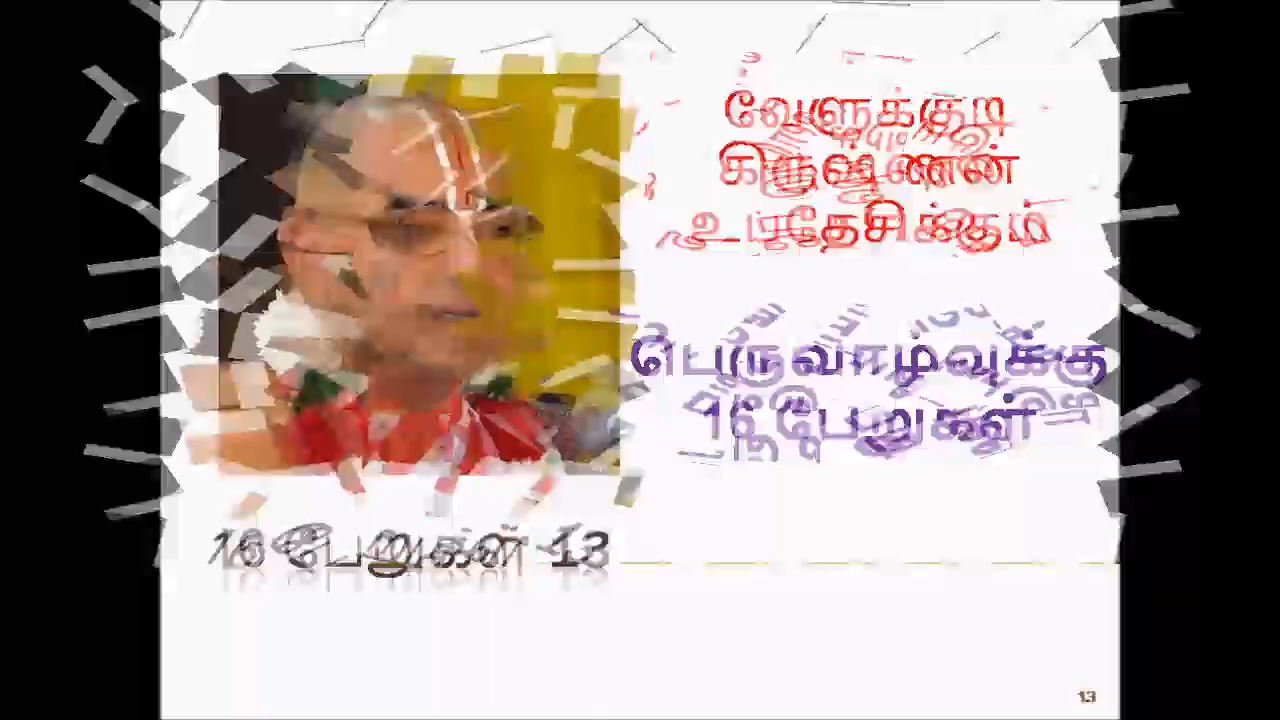 வேளுக்குடி
கிருஷ்ணன்
உபதேசிக்கும்
பெருவாழ்வுக்கு
16 பேறுகள்
16 பேறுகள் 13
13